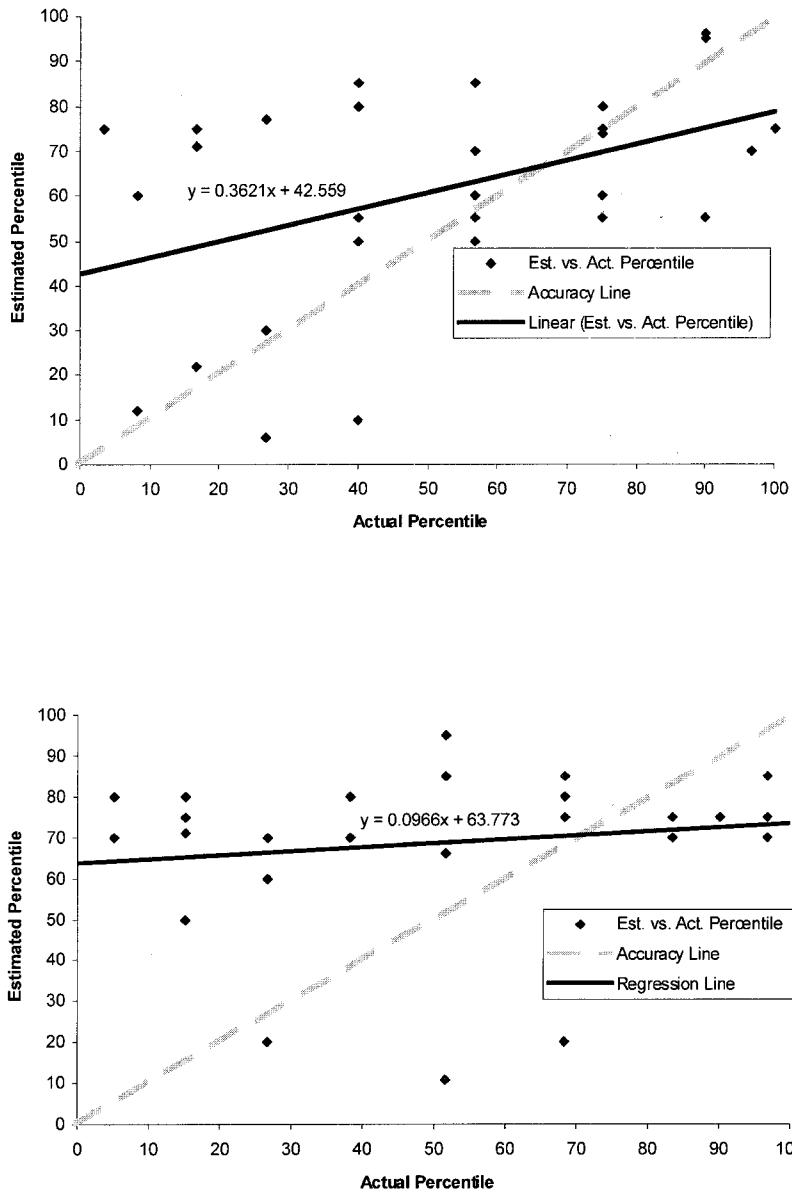 100
90
80
70
60
50
40
30
20
10
0
Estimated Percentile
y = 0.3621x + 42.559
Est. vs. Act. Percentile
Accuracy Line
Linear (Est. vs. Act. Percentile)
0 10 20 30 40 50 60 70 80 90 100
Actual Percentile
100
90
80
70
60
50
40
30
20
10
0
Estimated Percentile
y = 0.0966x + 63.773
Est. vs. Act. Percentile
Accuracy Line
Regression Line
0 10 20 30 40 50 60 70 80 90 10
Actual Percentile